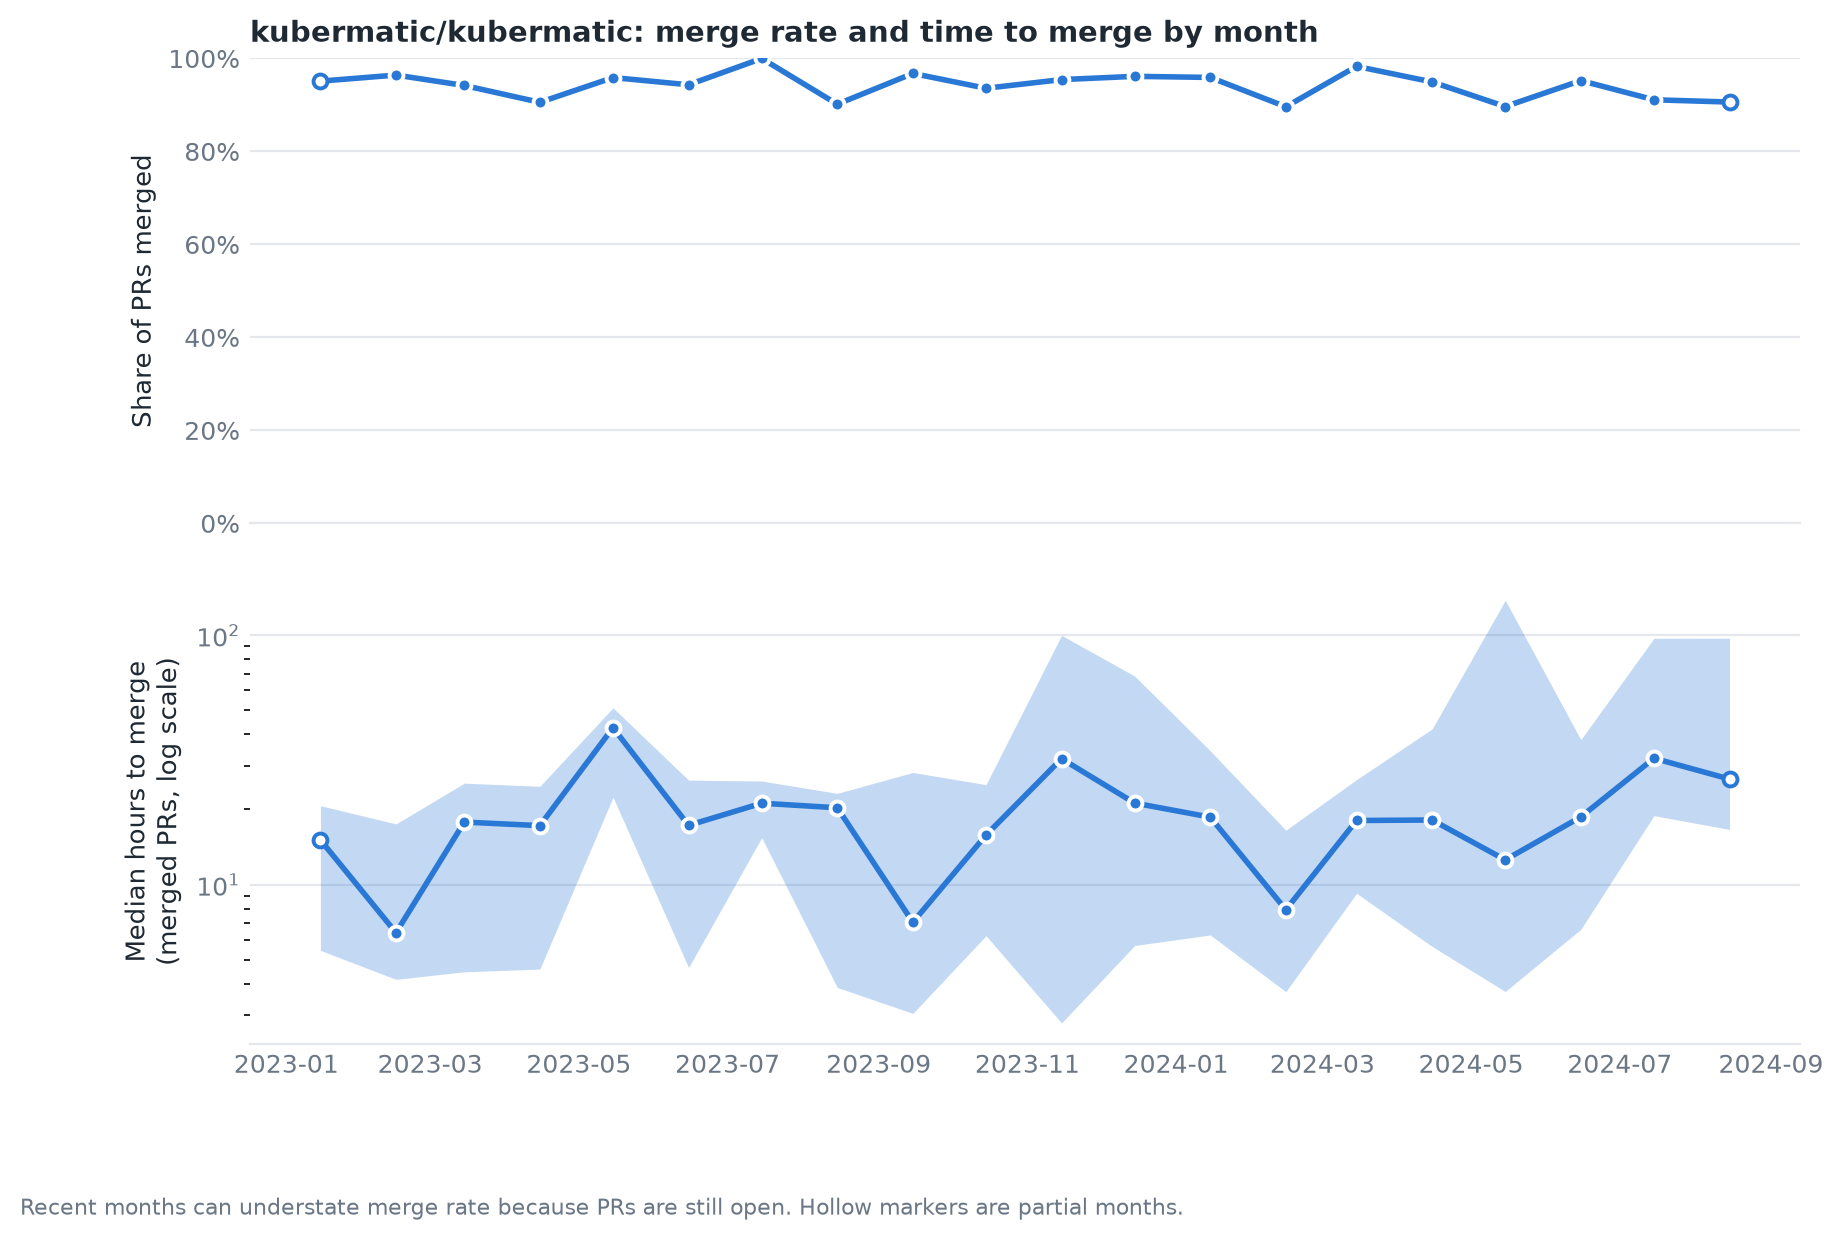 kubermatic/kubermatic: merge rate and time to merge by month
100%
80%
60%
40%
20%
0%
Share of PRs merged
10²
10¹
Median hours to merge
(merged PRs, log scale)
2023-01 2023-03 2023-05 2023-07 2023-09 2023-11 2024-01 2024-03 2024-05 2024-07 2024-09
Recent months can understate merge rate because PRs are still open. Hollow markers are partial months.